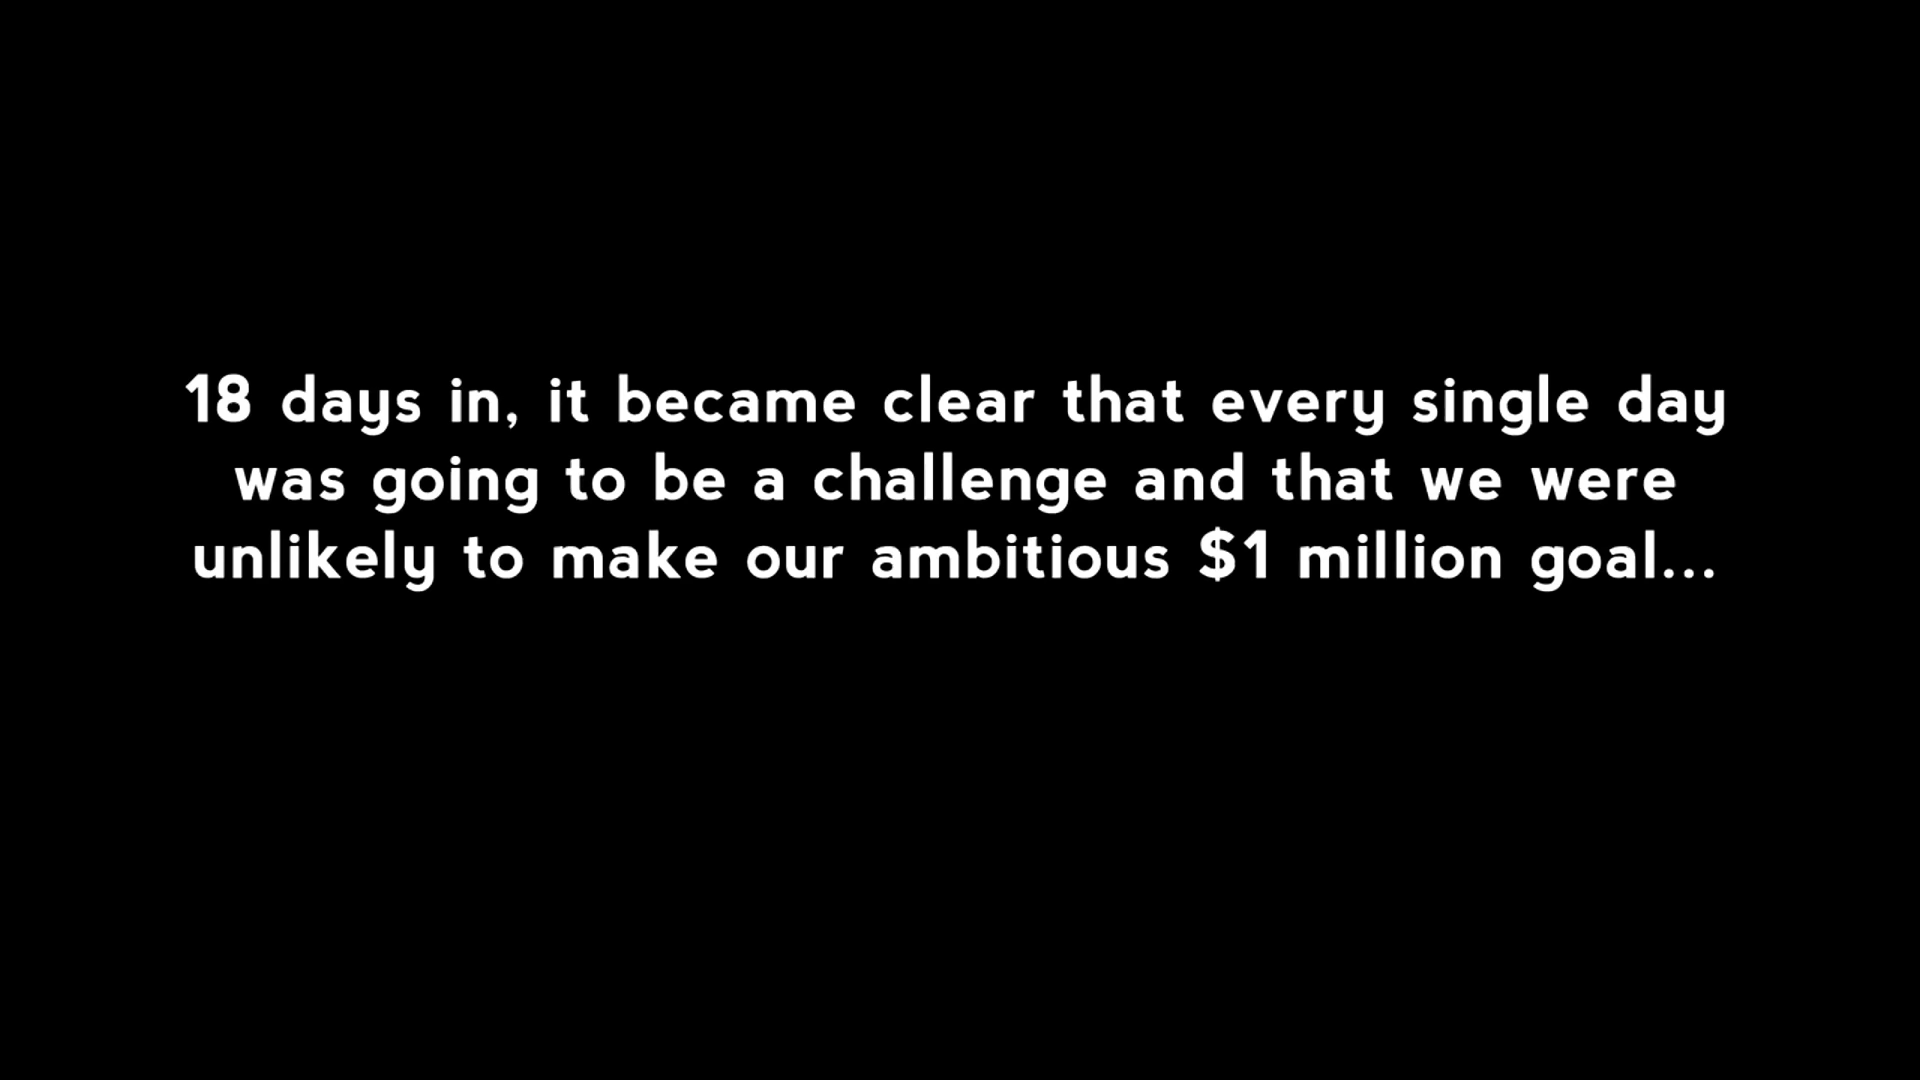 18 days in, it became clear that every single day
was going to be a challenge and that we were
unlikely to make our ambitious $1 million goal...